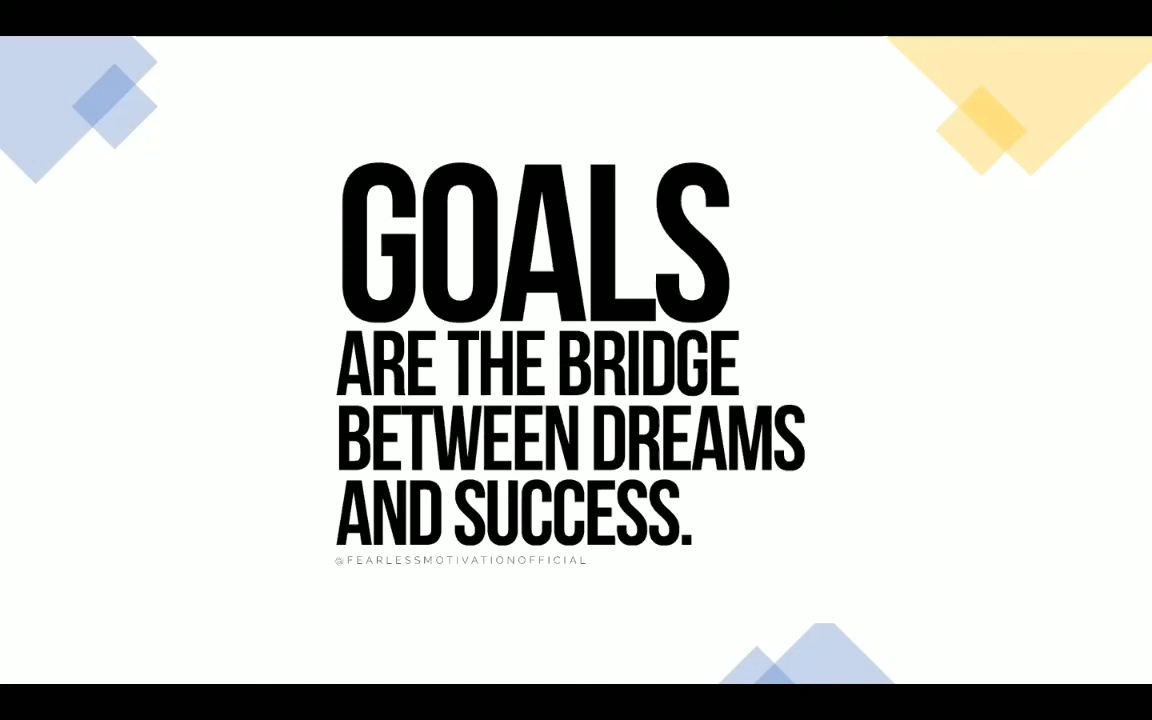 GOALS
ARE THE BRIDGE
BETWEEN DREAMS
AND SUCCESS.
@FEARLESSMOTIVATIONOFFICIAL